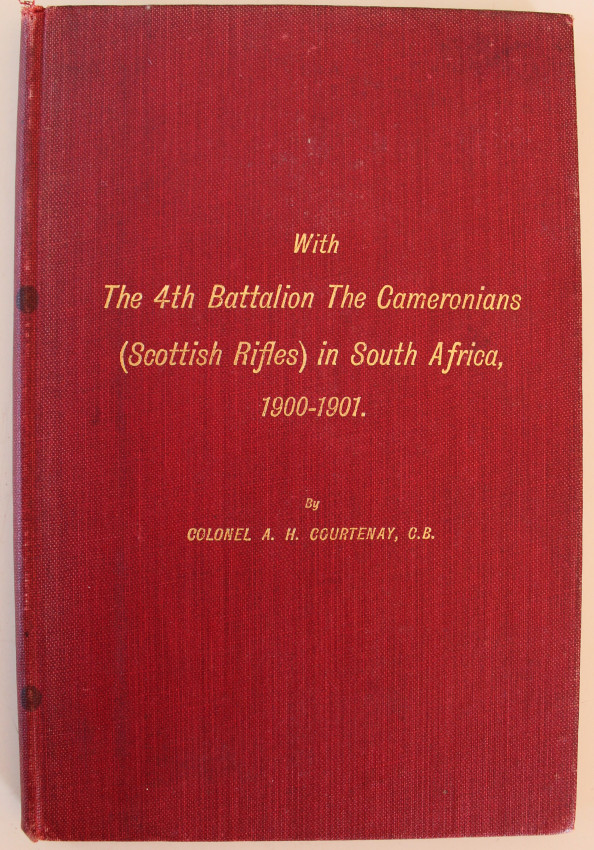 With
The 4th Battalion The Cameronians
(Scottish Rifles) in South Africa,
1900-1901.
By
COLONEL A. H. COURTENAY, C.B.